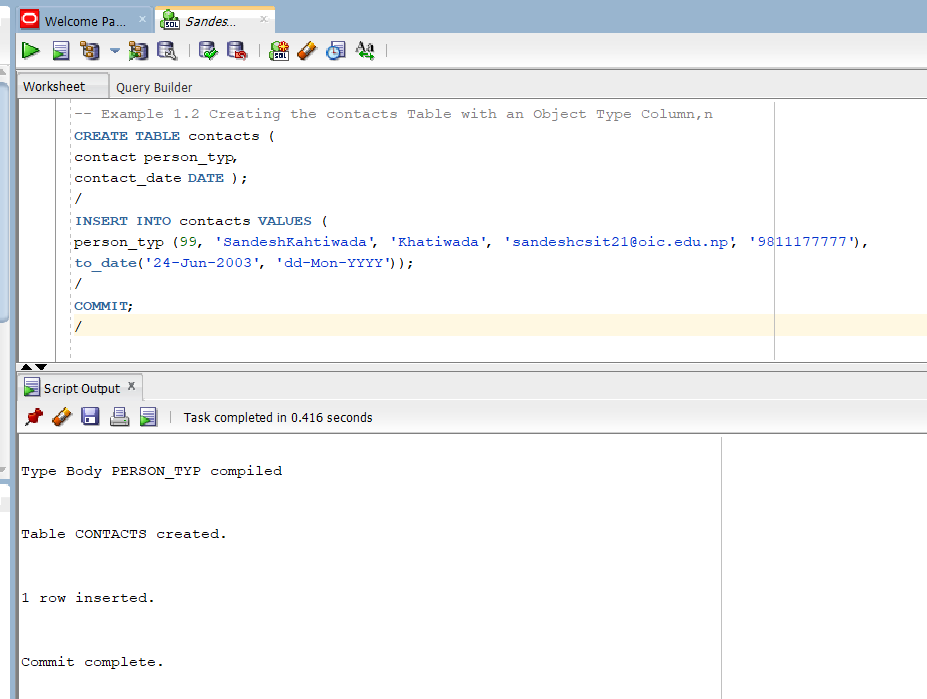 Welcome Pa...
Sandes...
Worksheet
Query Builder
-- Example 1.2 Creating the contacts Table with an Object Type Column,n
CREATE TABLE contacts (
contact person_typ,
contact_date DATE );
/
INSERT INTO contacts VALUES (
person_typ (99, 'SandeshKahtiwada', 'Khatiwada', 'sandeshcsit21@oic.edu.np', '9811177777'),
to_date('24-Jun-2003', 'dd-Mon-YYYY'));
/
COMMIT;
/
Script Output
Task completed in 0.416 seconds
Type Body PERSON_TYP compiled
Table CONTACTS created.
1 row inserted.
Commit complete.